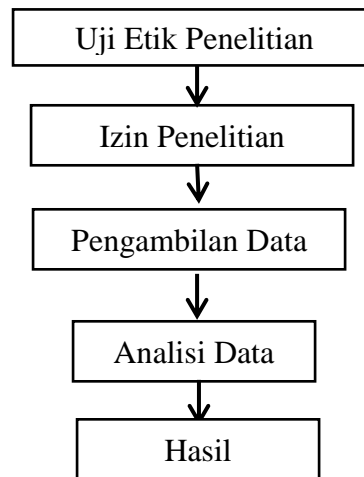 Uji Etik Penelitian
Izin Penelitian
Pengambilan Data
Analisi Data
Hasil